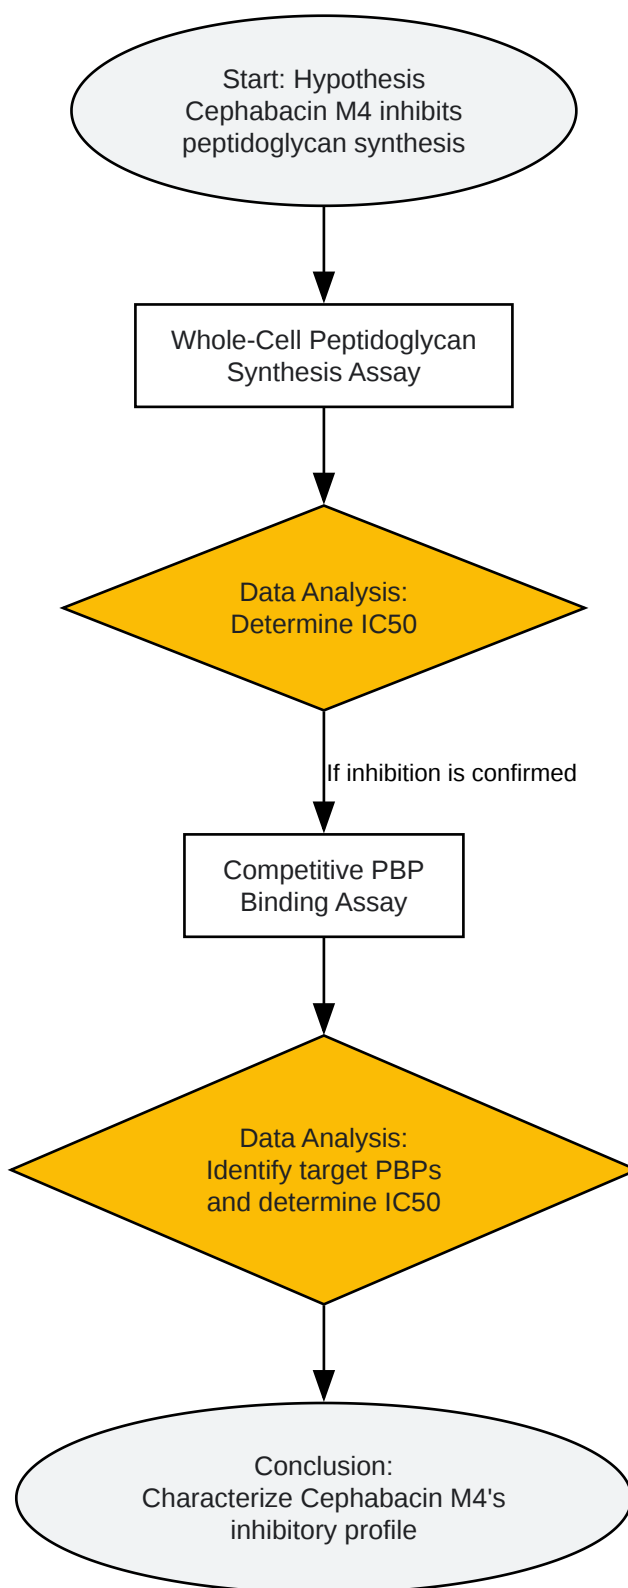 Start: Hypothesis
Cephabacin M4 inhibits
peptidoglycan synthesis
Whole-Cell Peptidoglycan
Synthesis Assay
Data Analysis:
Determine IC50
If inhibition is confirmed
Competitive PBP
Binding Assay
Data Analysis:
Identify target PBPs
and determine IC50
Conclusion:
Characterize Cephabacin M4's
inhibitory profile